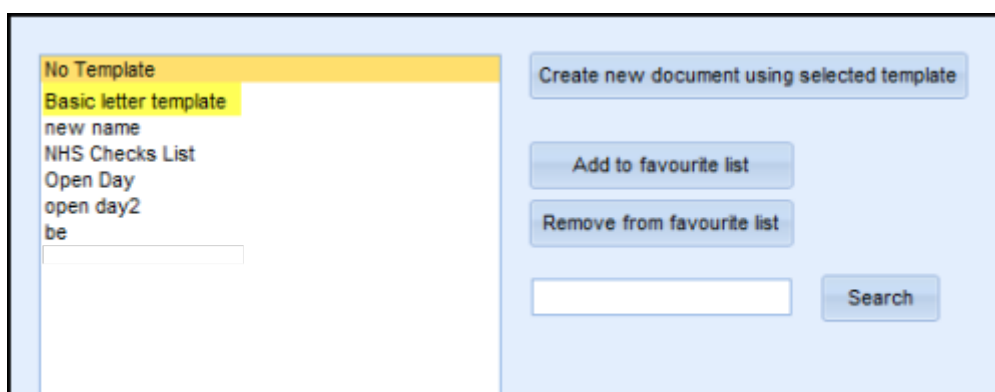 No Template
Basic letter template
new name
NHS Checks List
Open Day
open day2
be
Create new document using selected template
Add to favourite list
Remove from favourite list
Search